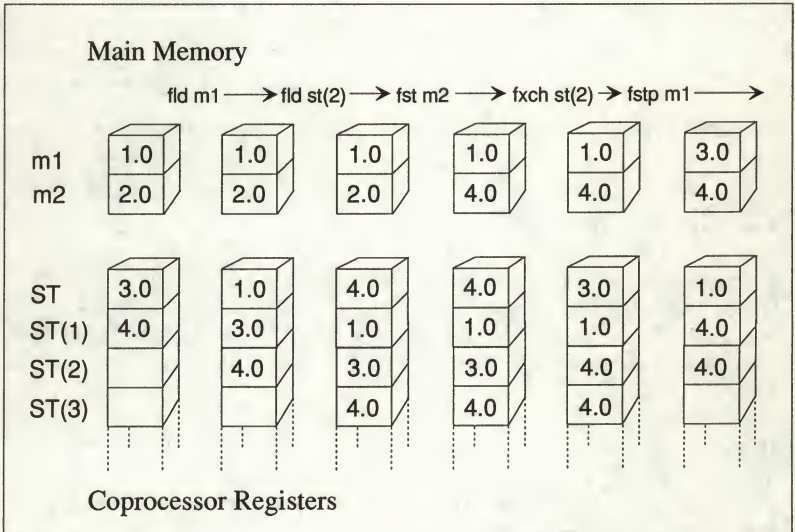 Main Memory
fld m1 fld st(2) fst m2 fxch st(2) fstp m1
m1 1.0 1.0 1.0 1.0 1.0 3.0
m2 2.0 2.0 2.0 4.0 4.0 4.0
ST 3.0 1.0 4.0 4.0 3.0 1.0
ST(1) 4.0 3.0 1.0 1.0 1.0 4.0
ST(2) 4.0 3.0 3.0 4.0 4.0
ST(3) 4.0 4.0 4.0
Coprocessor Registers